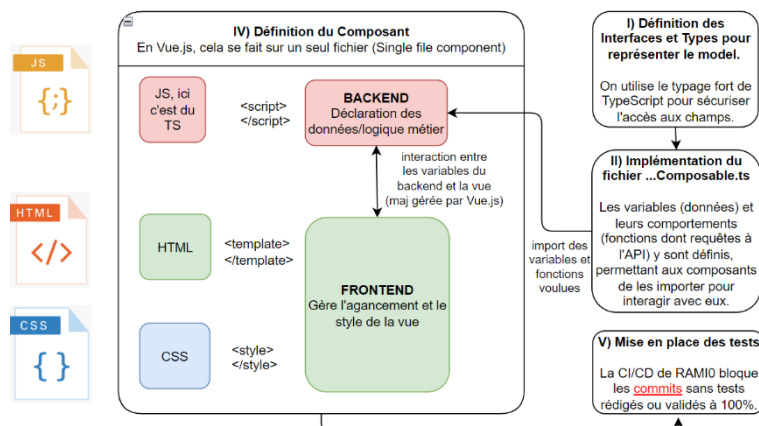 IV) Définition du Composant
En Vue.js, cela se fait sur un seul fichier (Single file component)
JS
{;}
JS, ici
c'est du
TS
<script>
</script>
BACKEND
Déclaration des
données/logique métier
interaction entre
les variables du
backend et la vue
(maj gérée par Vue.js)
HTML
</>
HTML
<template>
</template>
FRONTEND
Gère l'agancement et le
style de la vue
CSS
{ }
CSS
<style>
</style>
import des
variables et
fonctions
voulues
I) Définition des
Interfaces et Types pour
représenter le model.
On utilise le typage fort de
TypeScript pour sécuriser
l'accès aux champs.
II) Implémentation du
fichier ...Composable.ts
Les variables (données) et
leurs comportements
(fonctions dont requêtes à
l'API) y sont définis,
permettant aux composants
de les importer pour
interagir avec eux.
V) Mise en place des tests
La CI/CD de RAMI0 bloque
les commits sans tests
rédigés ou validés à 100%.